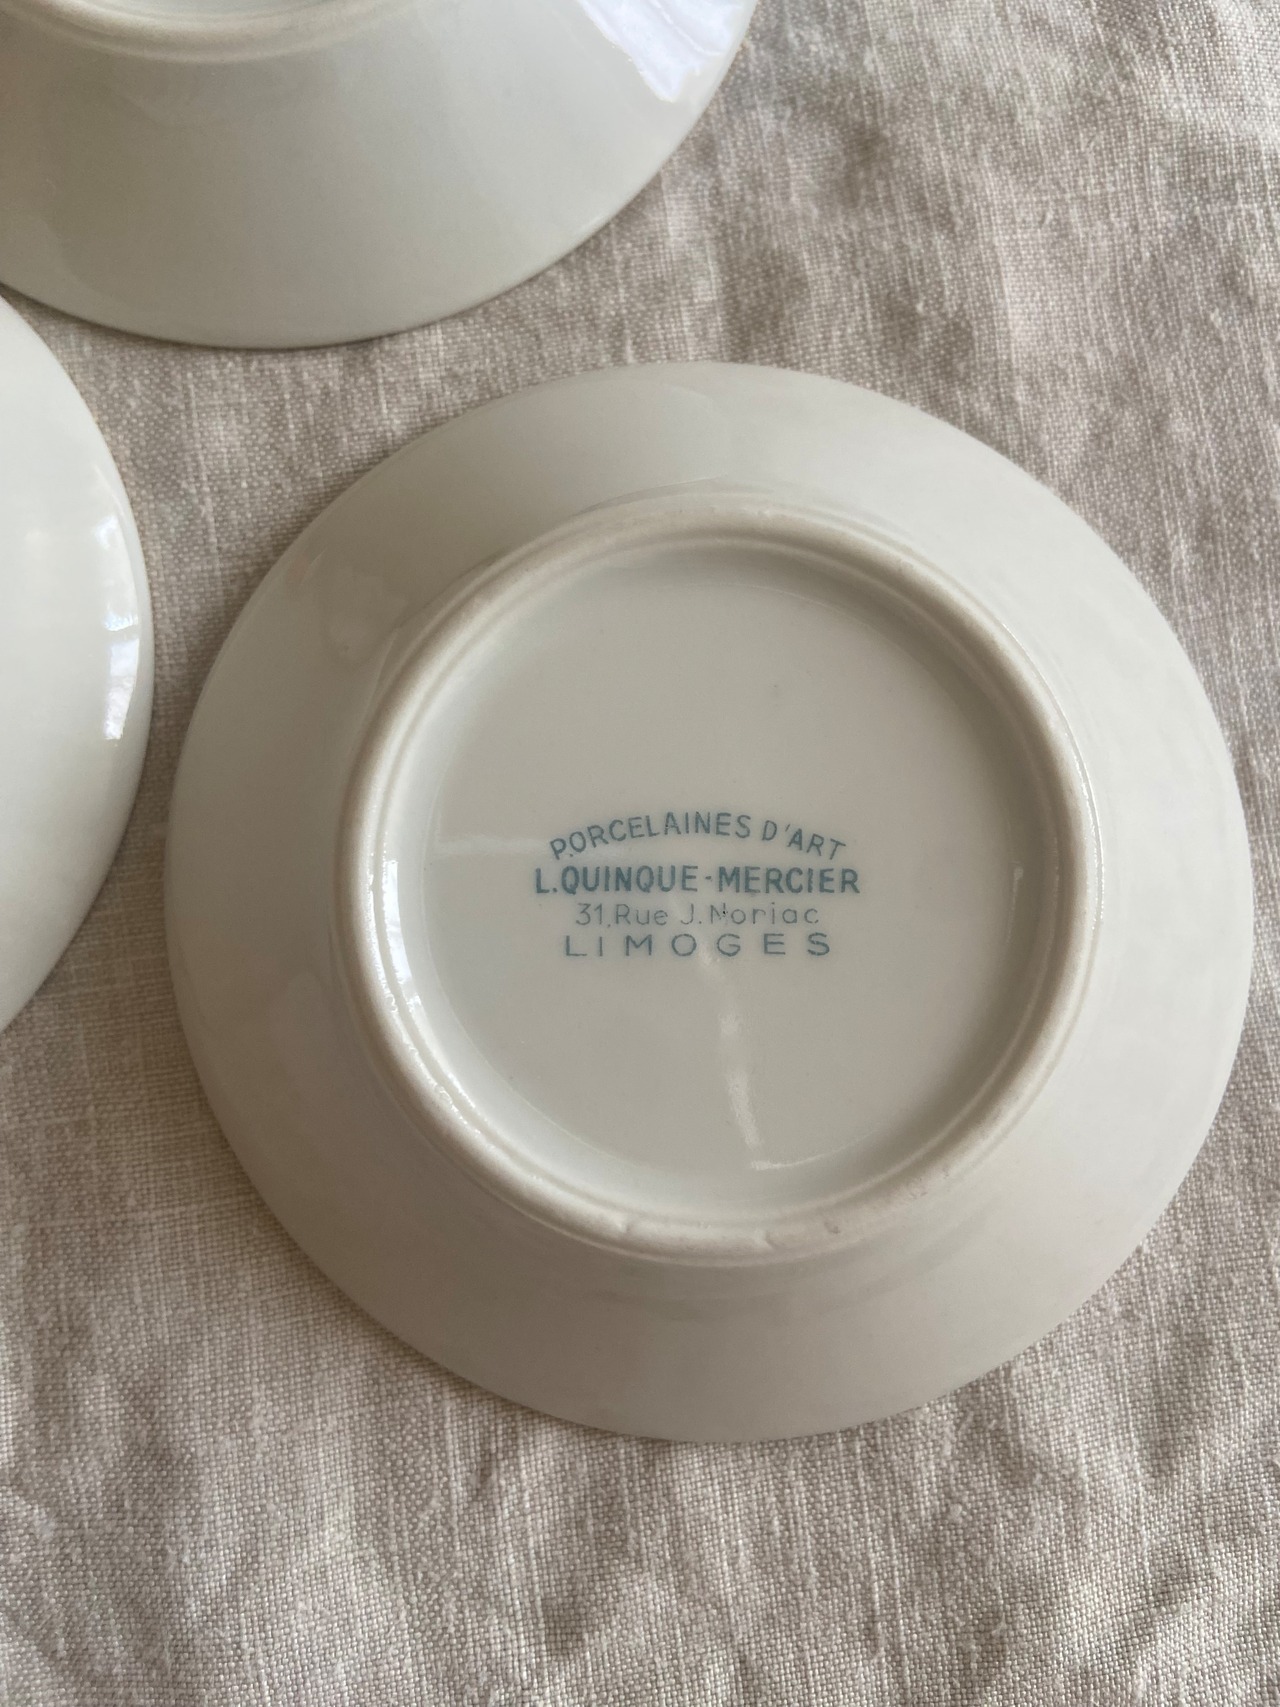 PORCELAINES D'ART
L.QUINQUE-MERCIER
31,Rue J.Noriac
LIMOGES